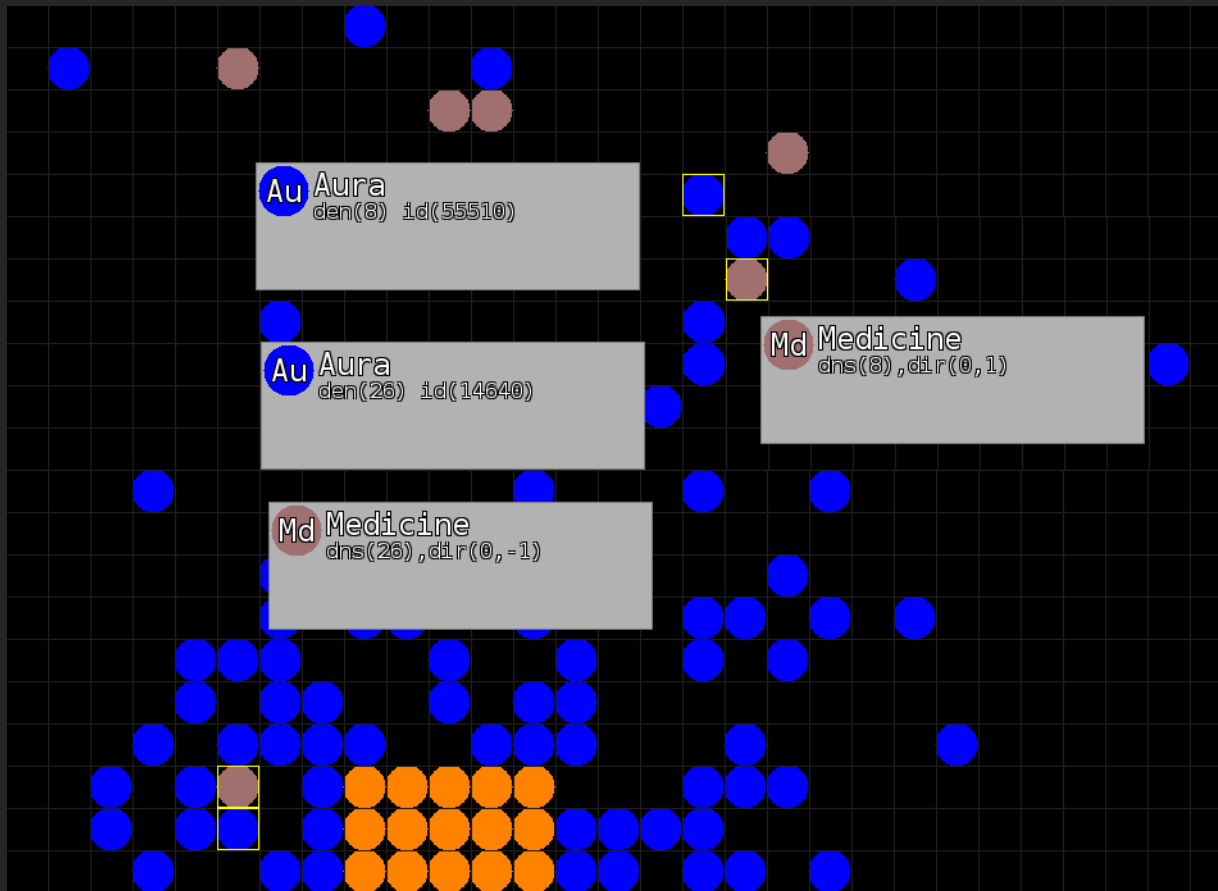 Au Aura
den(8) id(55510)
Md Medicine
dns(8),dir(0,1)
Au Aura
den(26) id(14640)
Md Medicine
dns(26),dir(0,-1)